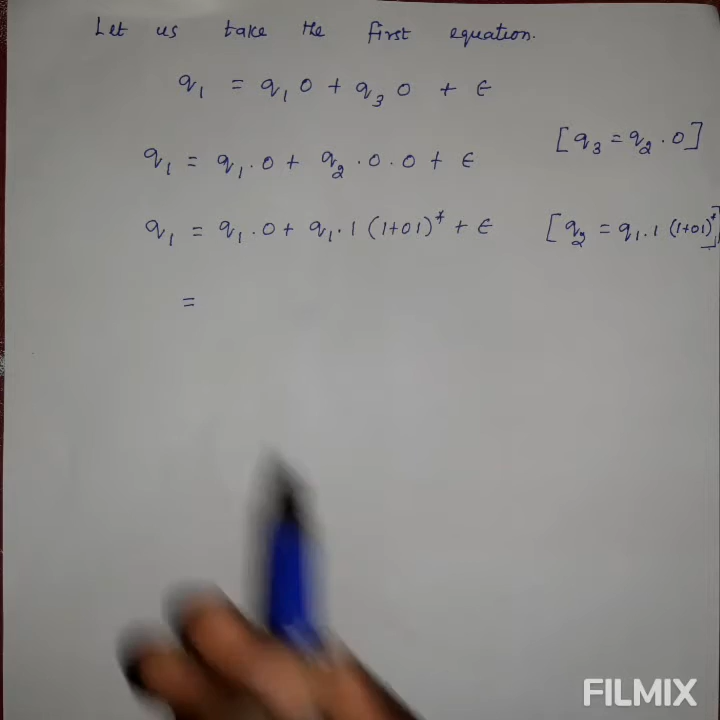 Let us take the first equation.
q₁ = q₁ 0 + q₃ 0 + ϵ
q₁ = q₁ . 0 + q₂ . 0 . 0 + ϵ [q₃ = q₂ . 0]
q₁ = q₁ . 0 + q₁ . 1 (1+01)* + ϵ [q₂ = q₁ . 1 (1+01)*]
=
FILMIX